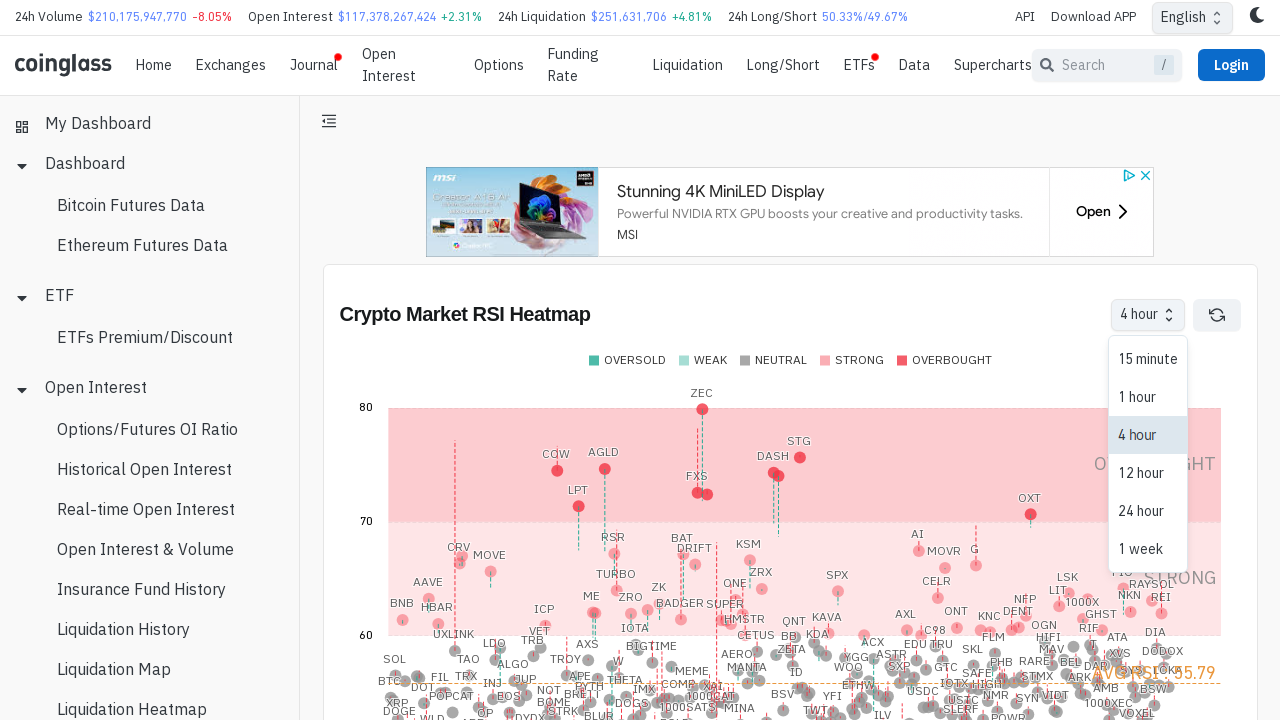 24h Volume $210,175,947,770 -8.05% Open Interest $117,378,267,424 +2.31% 24h Liquidation $251,631,706 +4.81% 24h Long/Short 50.33%/49.67% API Download APP English
coinglass Home Exchanges Journal Open Interest Options Funding Rate Liquidation Long/Short ETFs Data Supercharts Search / Login
My Dashboard
Dashboard
Bitcoin Futures Data
Ethereum Futures Data
ETF
ETFs Premium/Discount
Open Interest
Options/Futures OI Ratio
Historical Open Interest
Real-time Open Interest
Open Interest & Volume
Insurance Fund History
Liquidation History
Liquidation Map
Liquidation Heatmap
msi
Stunning 4K MiniLED Display
Powerful NVIDIA RTX GPU boosts your creative and productivity tasks.
MSI
Open
Crypto Market RSI Heatmap
4 hour
15 minute
1 hour
4 hour
12 hour
24 hour
1 week
OVERSOLD WEAK NEUTRAL STRONG OVERBOUGHT
80
ZEC
COW AGLD STG
DASH
FXS
LPT
OXT
70
RSR BAT AI
CRV DRIFT KSM MOVR G
MOVE
TURBO ZRX SPX LSK
AAVE ZK ONE CELR RAYSOL
STRONG
BNB HBAR ICP ME ZRO BADGER SUPER LIT NKN REI
NFP 1000X
HMSTR QNT KAVA AXL ONT KNC DENT GHST
60
UXLINK VET IOTA CETUS BB KDA C98 FLM OGN RIF
TRB HIFI ATA DIA
LDO AXS BIGTIME ZETA ACX EDU TRU SKL MAV T XVS DODOX
SOL TAO ALGO TROY W AERO YGG ASTR PHB RARE BEL
BTC FIL TRX JUP APE THETA MEME MANTA ID WOO SXP GTC SAFE STMX ARK
AVG RSI : 55.79
DOT INJ NOT PYTH IMX COMP XAI ETHW IOTX HIGH AMB BSW
XRP POPCAT EOS BOME DOGS 1000CAT BSV YFI USDC NMR SYN VIDT
DOGE OP STRK 1000SATS MINA TWT ILV USTC SLERF 1000XEC
WLD DYDX BLUR POWR VOXEL